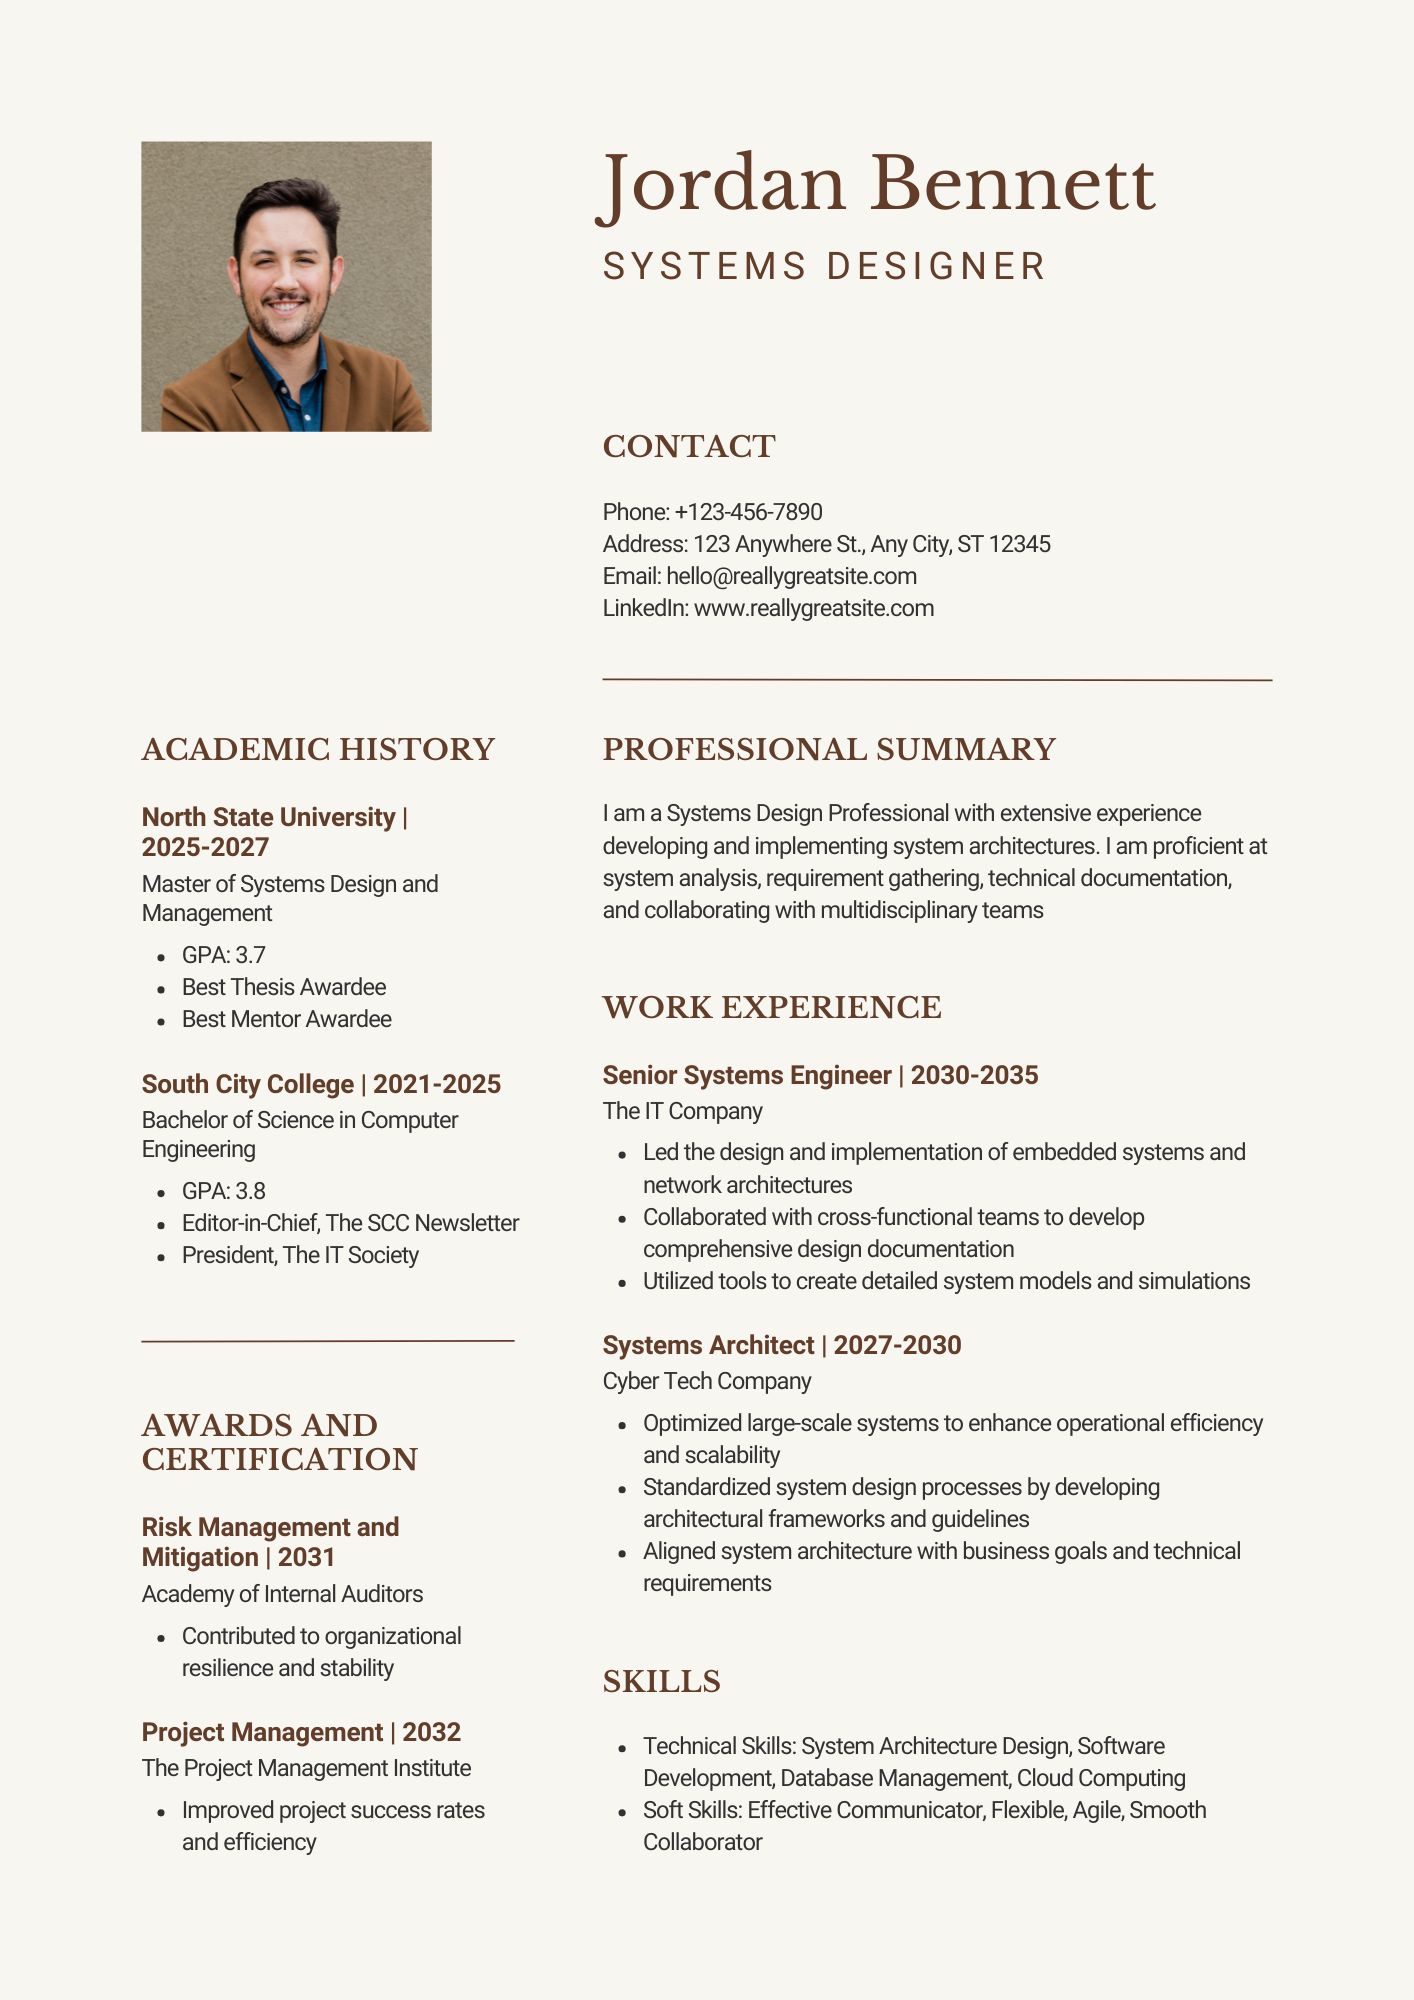 Jordan Bennett
SYSTEMS DESIGNER
CONTACT
Phone: +123-456-7890
Address: 123 Anywhere St., Any City, ST 12345
Email: hello@reallygreatsite.com
LinkedIn: www.reallygreatsite.com
ACADEMIC HISTORY
North State University |
2025-2027
Master of Systems Design and
Management
• GPA: 3.7
• Best Thesis Awardee
• Best Mentor Awardee
South City College | 2021-2025
Bachelor of Science in Computer
Engineering
• GPA: 3.8
• Editor-in-Chief, The SCC Newsletter
• President, The IT Society
AWARDS AND
CERTIFICATION
Risk Management and
Mitigation | 2031
Academy of Internal Auditors
• Contributed to organizational
resilience and stability
Project Management | 2032
The Project Management Institute
• Improved project success rates
and efficiency
PROFESSIONAL SUMMARY
I am a Systems Design Professional with extensive experience
developing and implementing system architectures. I am proficient at
system analysis, requirement gathering, technical documentation,
and collaborating with multidisciplinary teams
WORK EXPERIENCE
Senior Systems Engineer | 2030-2035
The IT Company
• Led the design and implementation of embedded systems and
network architectures
• Collaborated with cross-functional teams to develop
comprehensive design documentation
• Utilized tools to create detailed system models and simulations
Systems Architect | 2027-2030
Cyber Tech Company
• Optimized large-scale systems to enhance operational efficiency
and scalability
• Standardized system design processes by developing
architectural frameworks and guidelines
• Aligned system architecture with business goals and technical
requirements
SKILLS
• Technical Skills: System Architecture Design, Software
Development, Database Management, Cloud Computing
• Soft Skills: Effective Communicator, Flexible, Agile, Smooth
Collaborator